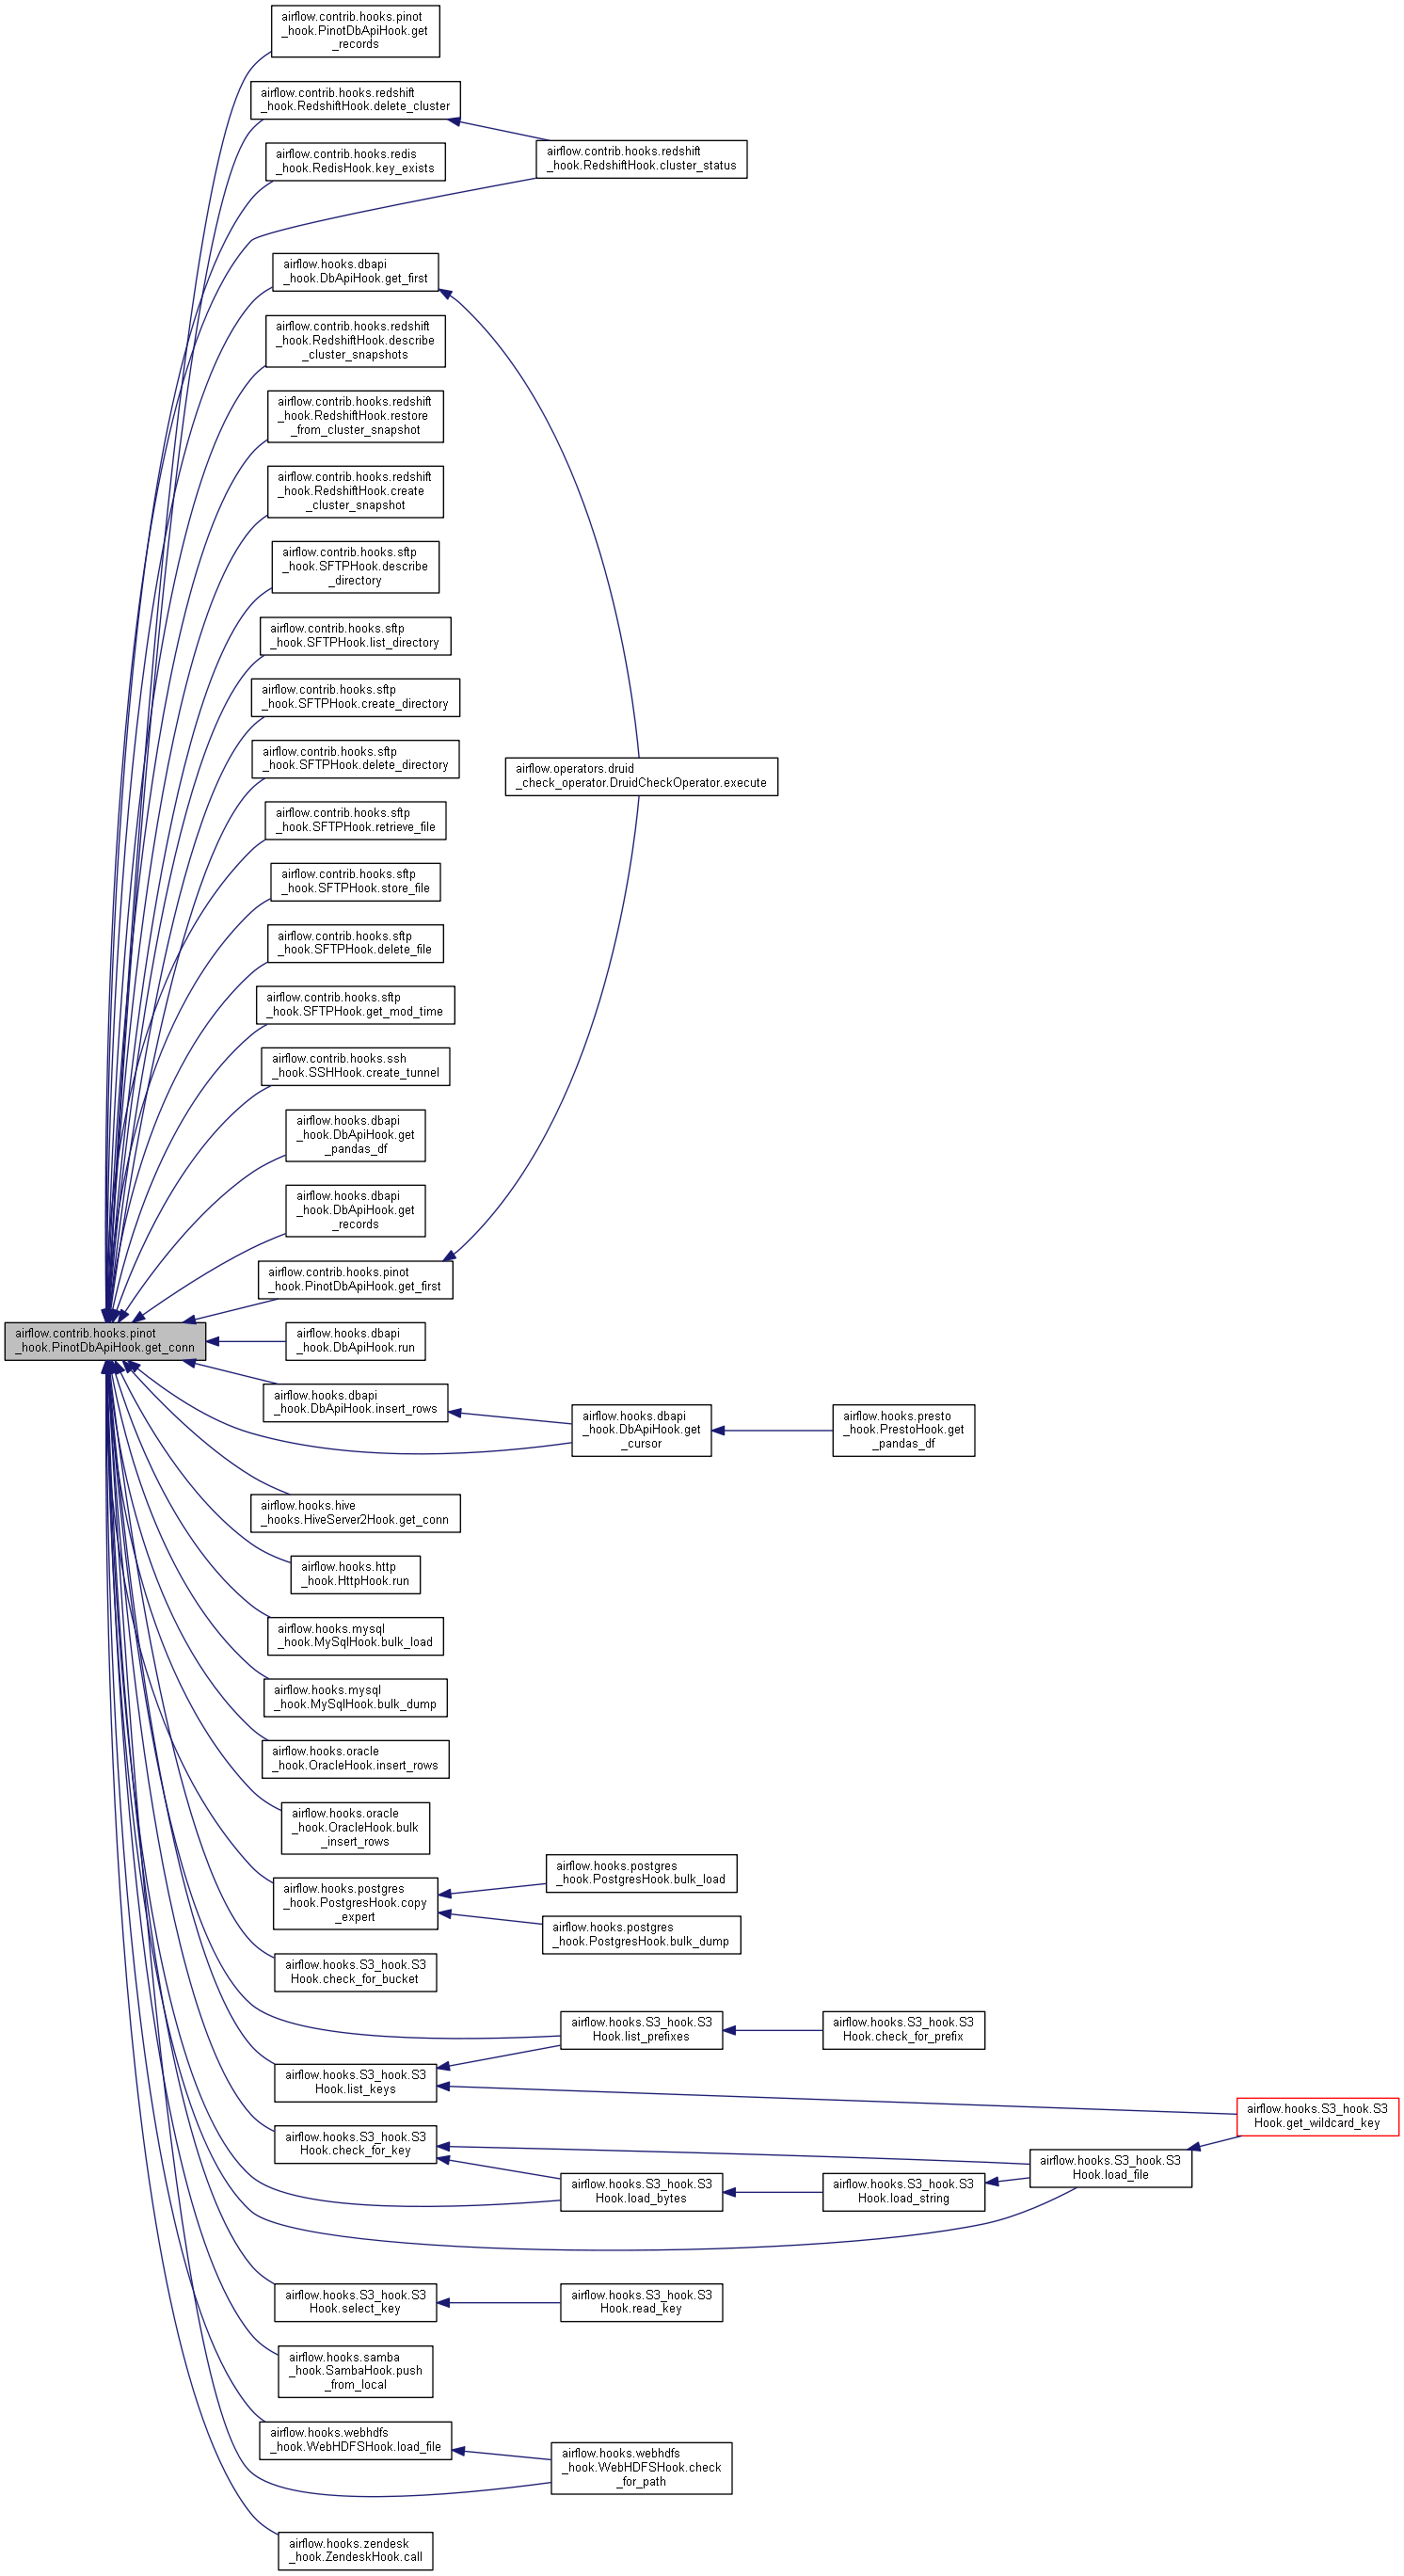 airflow.contrib.hooks.pinot
_hook.PinotDbApiHook.get
_records
airflow.contrib.hooks.redshift
_hook.RedshiftHook.delete_cluster
airflow.contrib.hooks.redis
_hook.RedisHook.key_exists
airflow.contrib.hooks.redshift
_hook.RedshiftHook.cluster_status
airflow.hooks.dbapi
_hook.DbApiHook.get_first
airflow.contrib.hooks.redshift
_hook.RedshiftHook.describe
_cluster_snapshots
airflow.contrib.hooks.redshift
_hook.RedshiftHook.restore
_from_cluster_snapshot
airflow.contrib.hooks.redshift
_hook.RedshiftHook.create
_cluster_snapshot
airflow.contrib.hooks.sftp
_hook.SFTPHook.describe
_directory
airflow.contrib.hooks.sftp
_hook.SFTPHook.list_directory
airflow.contrib.hooks.sftp
_hook.SFTPHook.create_directory
airflow.contrib.hooks.sftp
_hook.SFTPHook.delete_directory
airflow.operators.druid
_check_operator.DruidCheckOperator.execute
airflow.contrib.hooks.sftp
_hook.SFTPHook.retrieve_file
airflow.contrib.hooks.sftp
_hook.SFTPHook.store_file
airflow.contrib.hooks.sftp
_hook.SFTPHook.delete_file
airflow.contrib.hooks.sftp
_hook.SFTPHook.get_mod_time
airflow.contrib.hooks.ssh
_hook.SSHHook.create_tunnel
airflow.hooks.dbapi
_hook.DbApiHook.get
_pandas_df
airflow.hooks.dbapi
_hook.DbApiHook.get
_records
airflow.contrib.hooks.pinot
_hook.PinotDbApiHook.get_first
airflow.contrib.hooks.pinot
_hook.PinotDbApiHook.get_conn
airflow.hooks.dbapi
_hook.DbApiHook.run
airflow.hooks.dbapi
_hook.DbApiHook.insert_rows
airflow.hooks.dbapi
_hook.DbApiHook.get
_cursor
airflow.hooks.presto
_hook.PrestoHook.get
_pandas_df
airflow.hooks.hive
_hooks.HiveServer2Hook.get_conn
airflow.hooks.http
_hook.HttpHook.run
airflow.hooks.mysql
_hook.MySqlHook.bulk_load
airflow.hooks.mysql
_hook.MySqlHook.bulk_dump
airflow.hooks.oracle
_hook.OracleHook.insert_rows
airflow.hooks.oracle
_hook.OracleHook.bulk
_insert_rows
airflow.hooks.postgres
_hook.PostgresHook.copy
_expert
airflow.hooks.postgres
_hook.PostgresHook.bulk_load
airflow.hooks.postgres
_hook.PostgresHook.bulk_dump
airflow.hooks.S3_hook.S3
Hook.check_for_bucket
airflow.hooks.S3_hook.S3
Hook.list_prefixes
airflow.hooks.S3_hook.S3
Hook.check_for_prefix
airflow.hooks.S3_hook.S3
Hook.list_keys
airflow.hooks.S3_hook.S3
Hook.get_wildcard_key
airflow.hooks.S3_hook.S3
Hook.check_for_key
airflow.hooks.S3_hook.S3
Hook.load_file
airflow.hooks.S3_hook.S3
Hook.load_bytes
airflow.hooks.S3_hook.S3
Hook.load_string
airflow.hooks.S3_hook.S3
Hook.select_key
airflow.hooks.S3_hook.S3
Hook.read_key
airflow.hooks.samba
_hook.SambaHook.push
_from_local
airflow.hooks.webhdfs
_hook.WebHDFSHook.load_file
airflow.hooks.webhdfs
_hook.WebHDFSHook.check
_for_path
airflow.hooks.zendesk
_hook.ZendeskHook.call